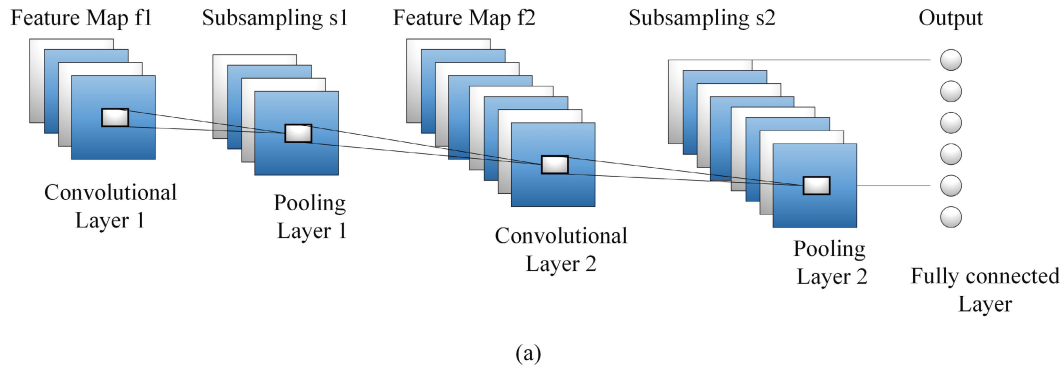 Feature Map f1
Subsampling s1
Feature Map f2
Subsampling s2
Output
Convolutional
Layer 1
Pooling
Layer 1
Convolutional
Layer 2
Pooling
Layer 2
Fully connected
Layer
(a)